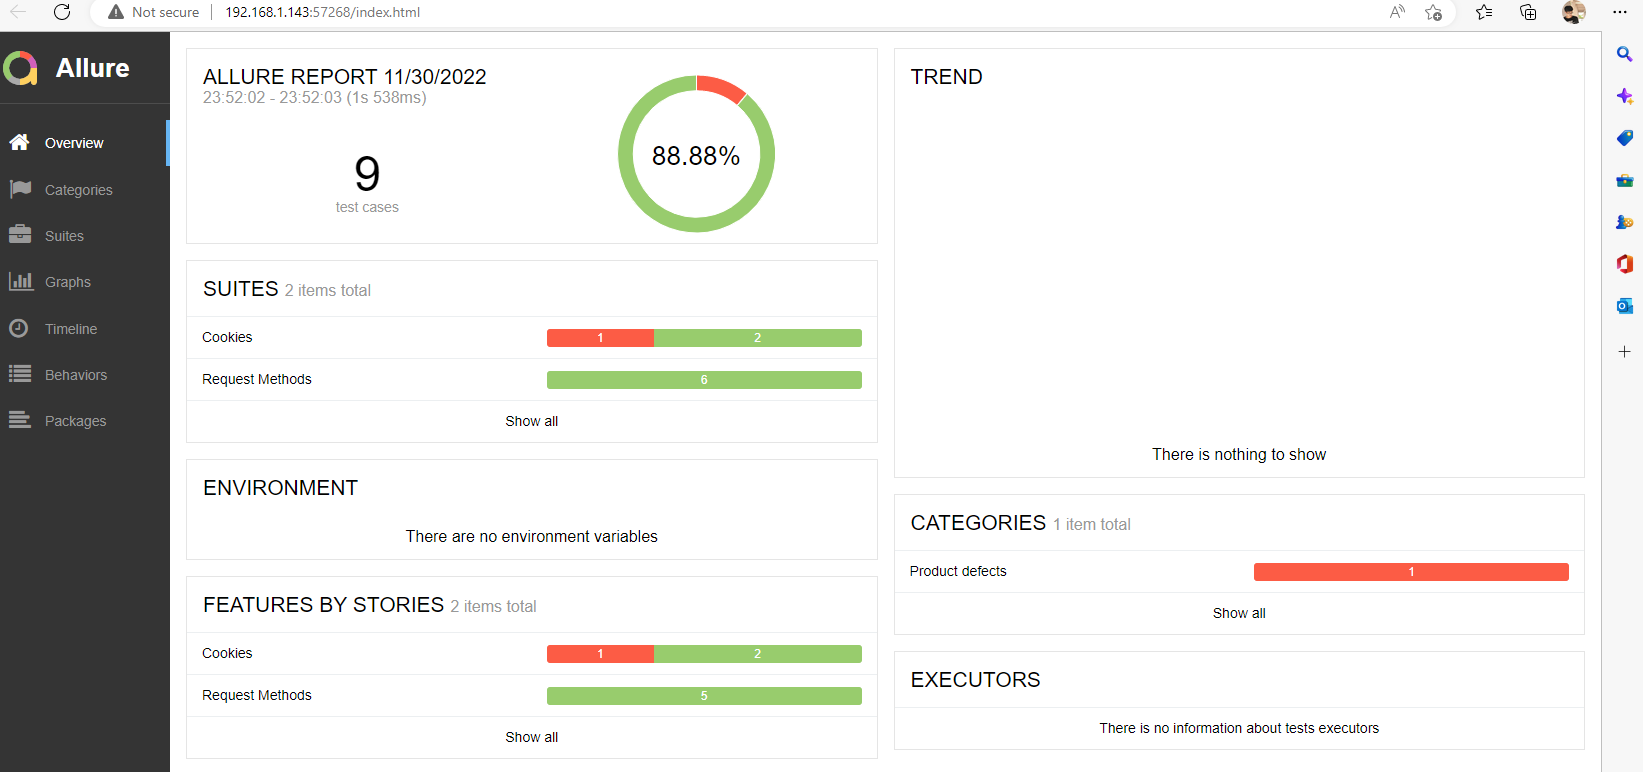 Not secure
192.168.1.143:57268/index.html
Allure
Overview
Categories
Suites
Graphs
Timeline
Behaviors
Packages
ALLURE REPORT 11/30/2022
23:52:02 - 23:52:03 (1s 538ms)
9
test cases
88.88%
SUITES 2 items total
Cookies 1 2
Request Methods 6
Show all
ENVIRONMENT
There are no environment variables
FEATURES BY STORIES 2 items total
Cookies 1 2
Request Methods 5
Show all
TREND
There is nothing to show
CATEGORIES 1 item total
Product defects 1
Show all
EXECUTORS
There is no information about tests executors